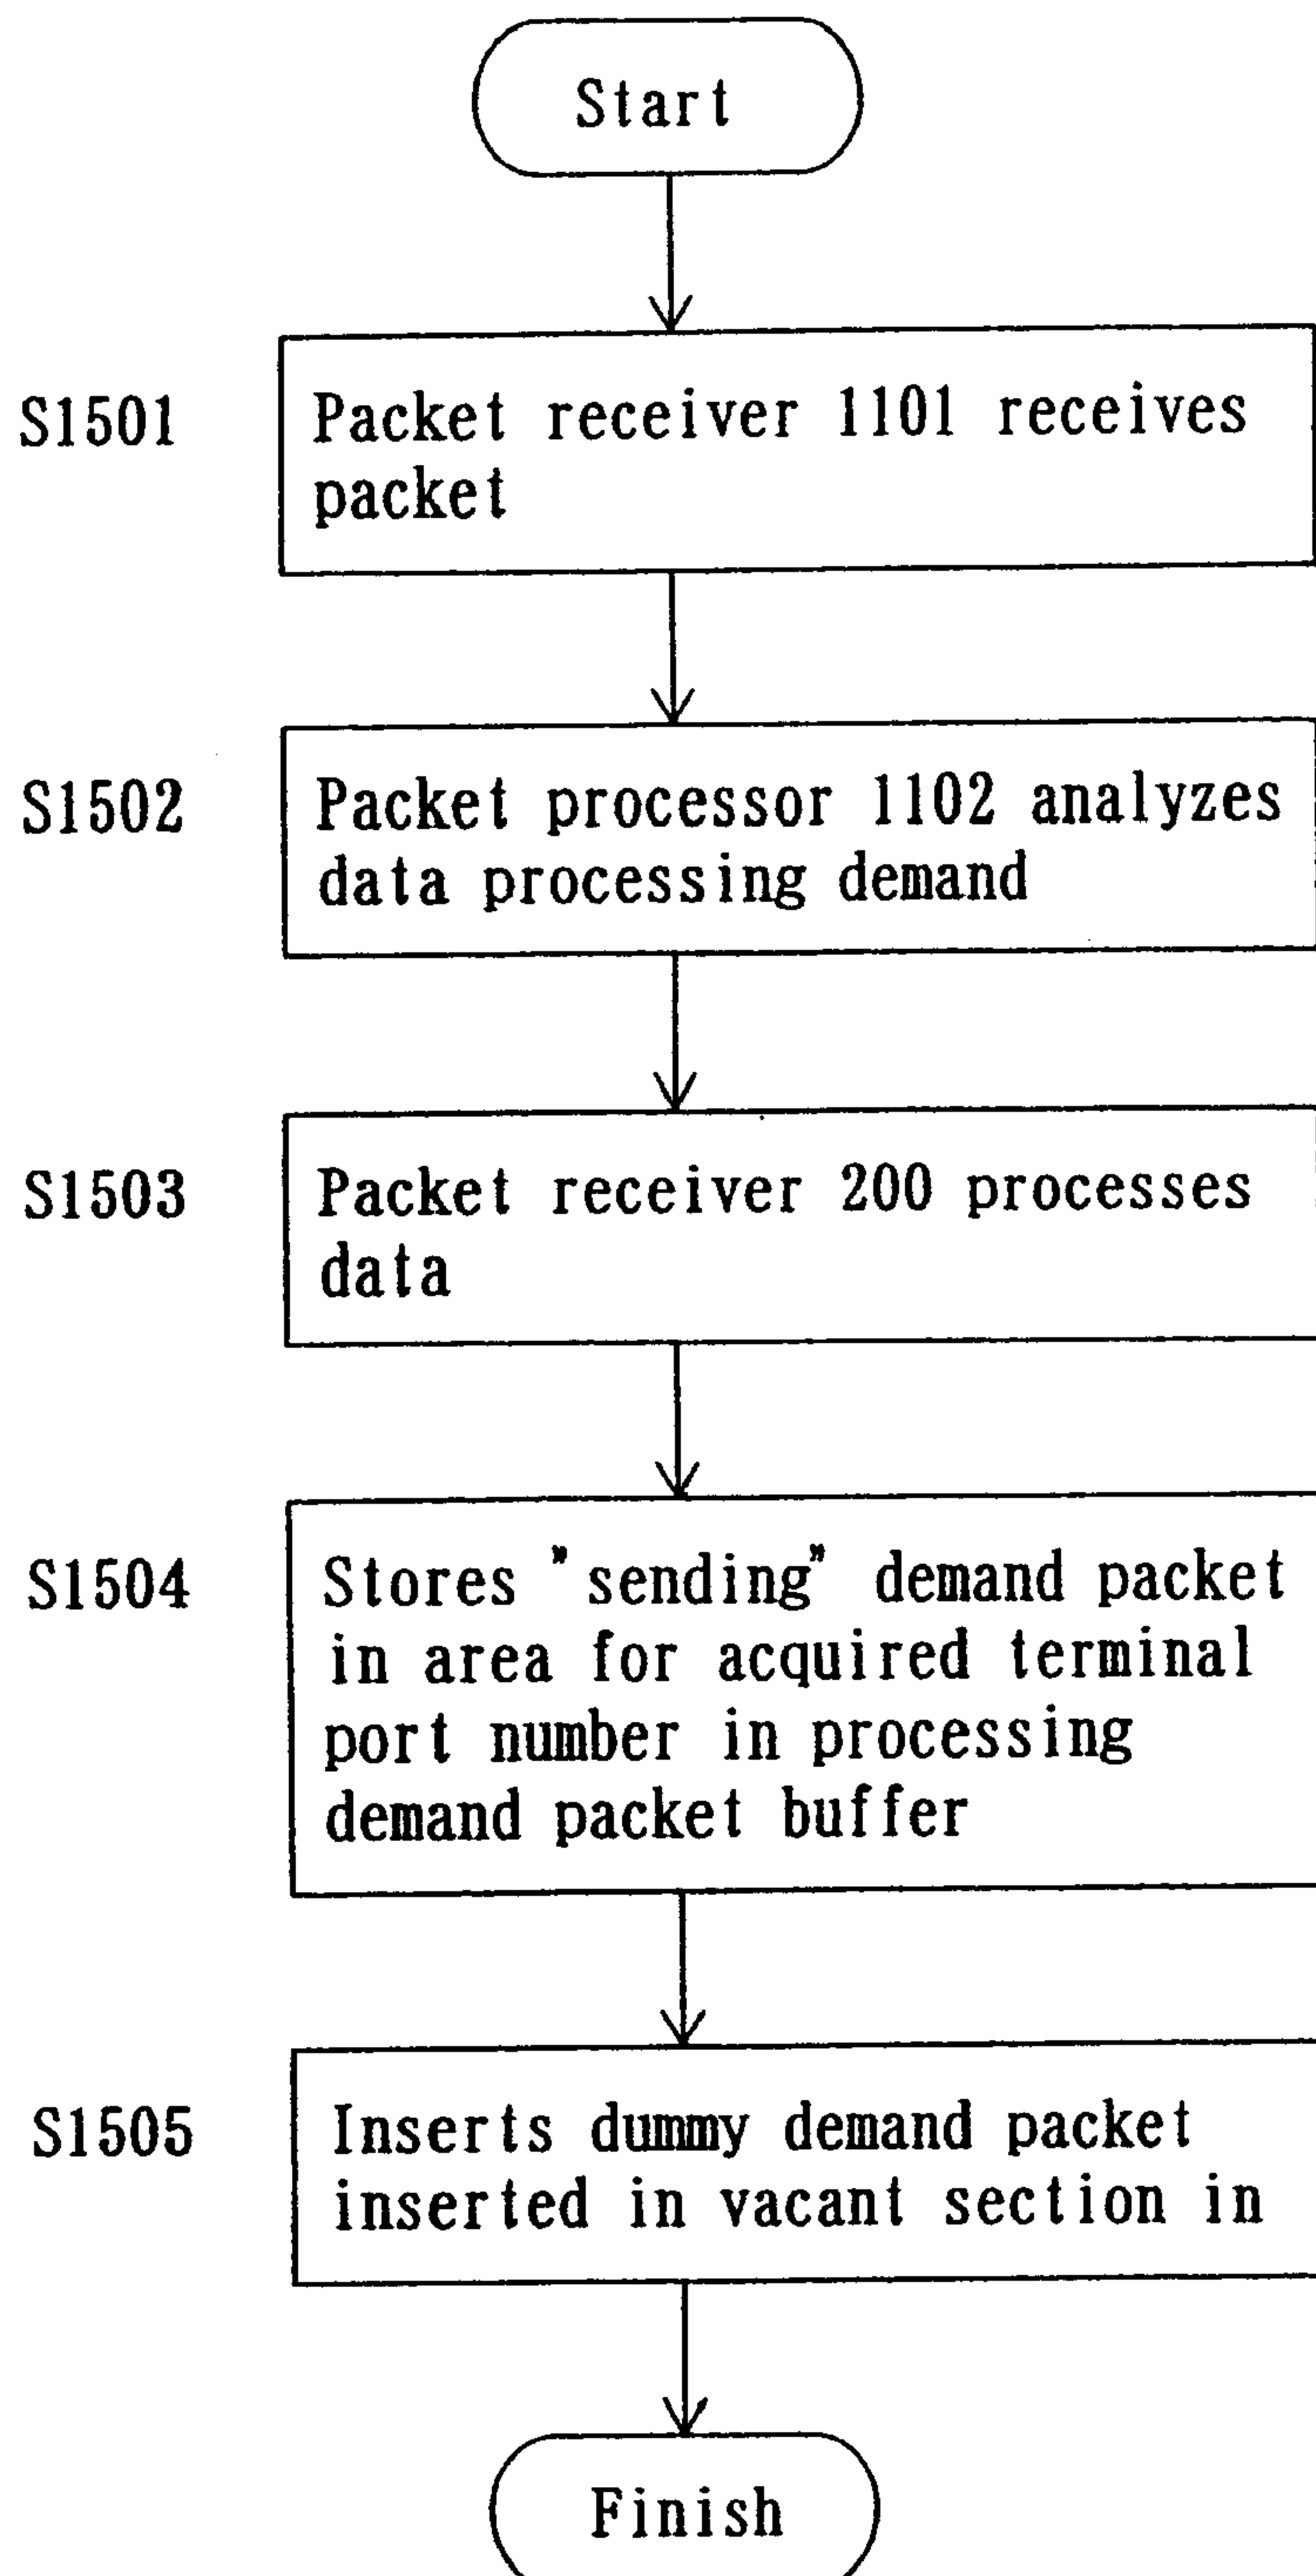 Start
S1501
Packet receiver 1101 receives
packet
S1502
Packet processor 1102 analyzes
data processing demand
S1503
Packet receiver 200 processes
data
S1504
Stores "sending" demand packet
in area for acquired terminal
port number in processing
demand packet buffer
S1505
Inserts dummy demand packet
inserted in vacant section in
Finish